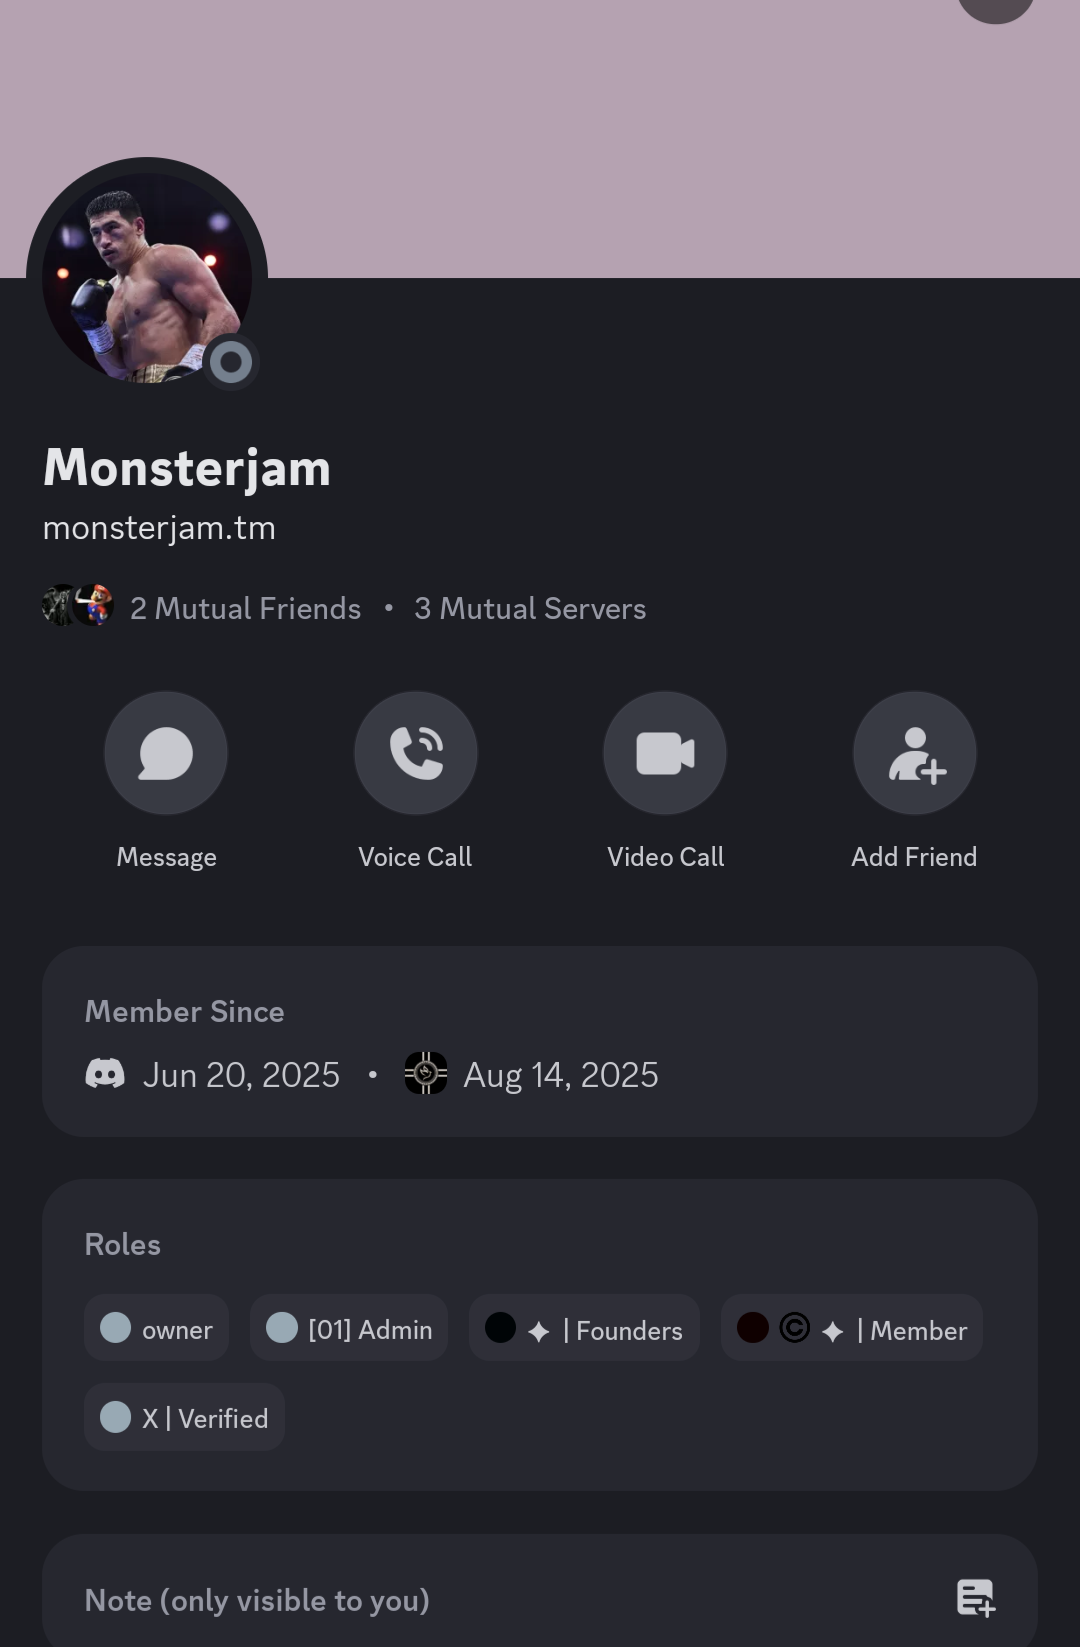 Monsterjam
monsterjam.tm
2 Mutual Friends • 3 Mutual Servers
Message Voice Call Video Call Add Friend
Member Since
Jun 20, 2025 • Aug 14, 2025
Roles
owner [01] Admin ✦ | Founders © ✦ | Member
X | Verified
Note (only visible to you)